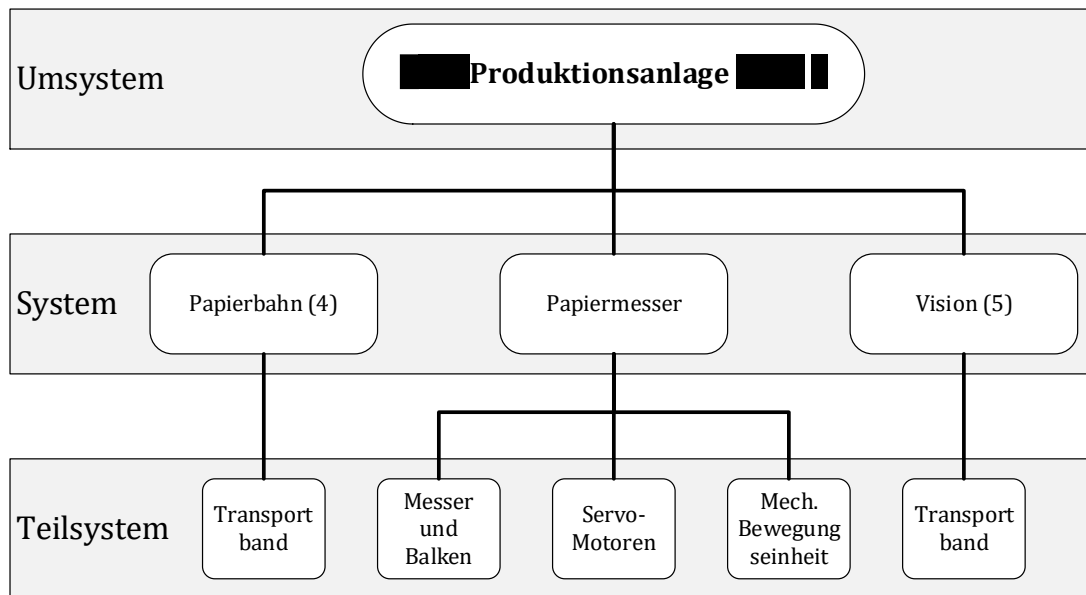 Umsystem
Produktionsanlage
System
Papierbahn (4)
Papiermesser
Vision (5)
Teilsystem
Transport
band
Messer
und
Balken
Servo-
Motoren
Mech.
Bewegung
seinheit
Transport
band